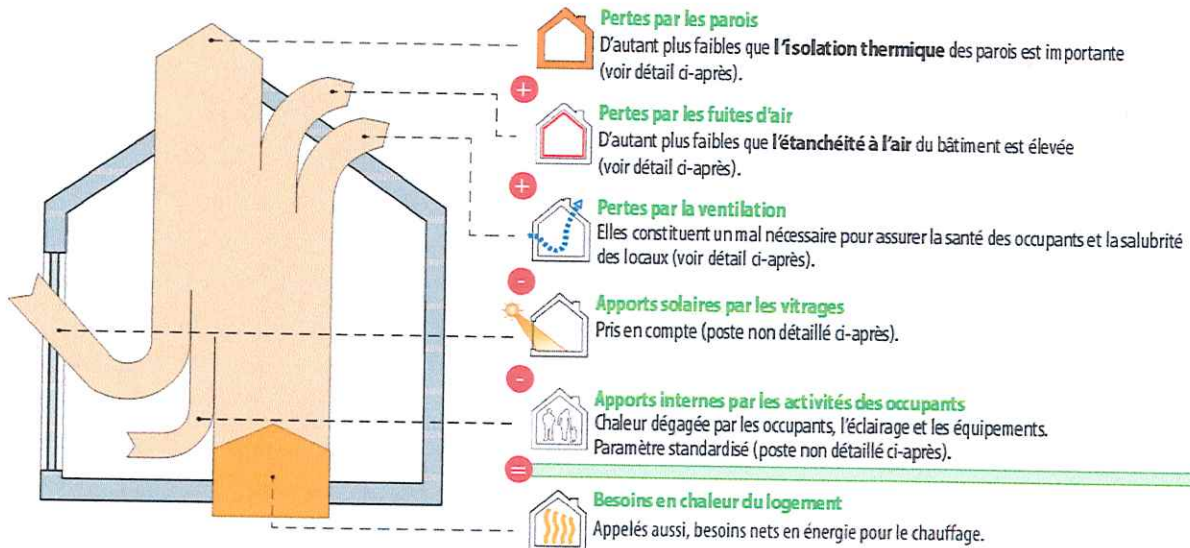 Pertes par les parois
D'autant plus faibles que l'isolation thermique des parois est importante
(voir détail ci-après).
+
Pertes par les fuites d'air
D'autant plus faibles que l'étanchéité à l'air du bâtiment est élevée
(voir détail ci-après).
+
Pertes par la ventilation
Elles constituent un mal nécessaire pour assurer la santé des occupants et la salubrité
des locaux (voir détail ci-après).
-
Apports solaires par les vitrages
Pris en compte (poste non détaillé ci-après).
-
Apports internes par les activités des occupants
Chaleur dégagée par les occupants, l'éclairage et les équipements.
Paramètre standardisé (poste non détaillé ci-après).
=
Besoins en chaleur du logement
Appelés aussi, besoins nets en énergie pour le chauffage.